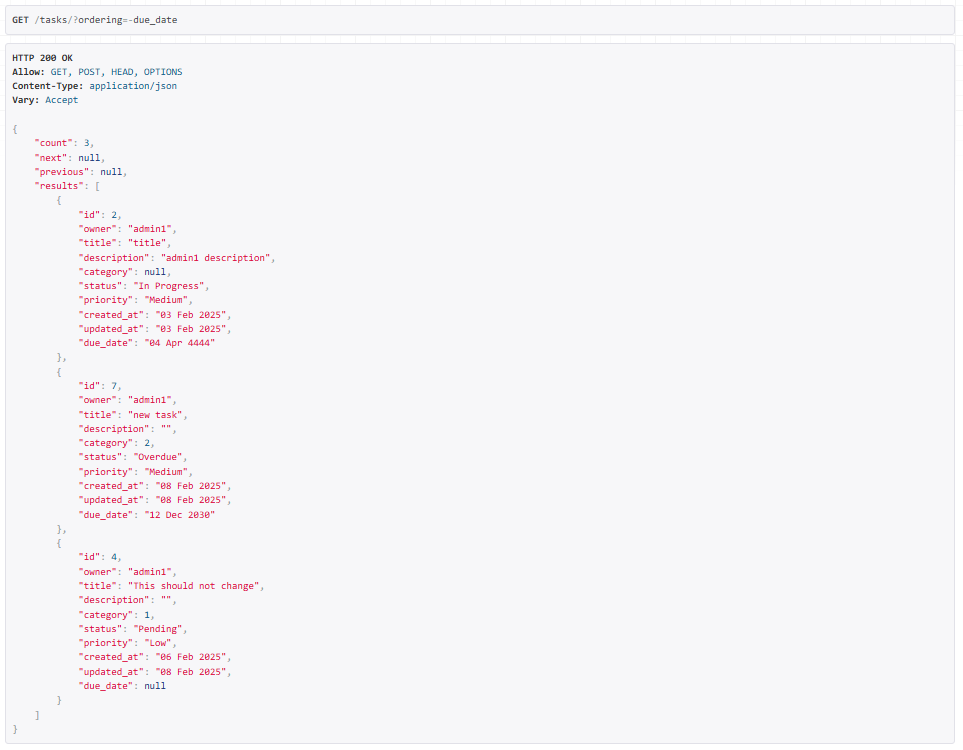 GET /tasks/?ordering=-due_date
HTTP 200 OK
Allow: GET, POST, HEAD, OPTIONS
Content-Type: application/json
Vary: Accept
{
    "count": 3,
    "next": null,
    "previous": null,
    "results": [
        {
            "id": 2,
            "owner": "admin1",
            "title": "title",
            "description": "admin1 description",
            "category": null,
            "status": "In Progress",
            "priority": "Medium",
            "created_at": "03 Feb 2025",
            "updated_at": "03 Feb 2025",
            "due_date": "04 Apr 4444"
        },
        {
            "id": 7,
            "owner": "admin1",
            "title": "new task",
            "description": "",
            "category": 2,
            "status": "Overdue",
            "priority": "Medium",
            "created_at": "08 Feb 2025",
            "updated_at": "08 Feb 2025",
            "due_date": "12 Dec 2030"
        },
        {
            "id": 4,
            "owner": "admin1",
            "title": "This should not change",
            "description": "",
            "category": 1,
            "status": "Pending",
            "priority": "Low",
            "created_at": "06 Feb 2025",
            "updated_at": "08 Feb 2025",
            "due_date": null
        }
    ]
}